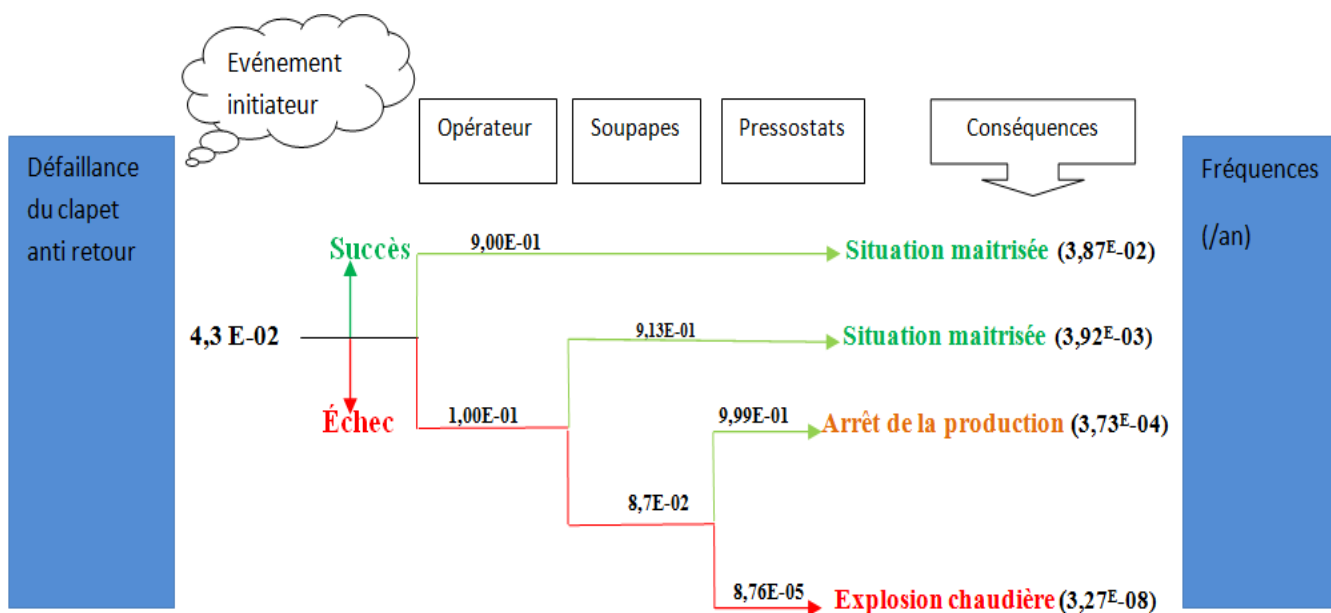 Evénement
initiateur
Opérateur
Soupapes
Pressostats
Conséquences
Défaillance
du clapet
anti retour
Fréquences
(/an)
Succès
9,00E-01
Situation maitrisée (3,87E-02)
4,3 E-02
9,13E-01
Situation maitrisée (3,92E-03)
Échec
1,00E-01
9,99E-01
Arrêt de la production (3,73E-04)
8,7E-02
8,76E-05
Explosion chaudière (3,27E-08)